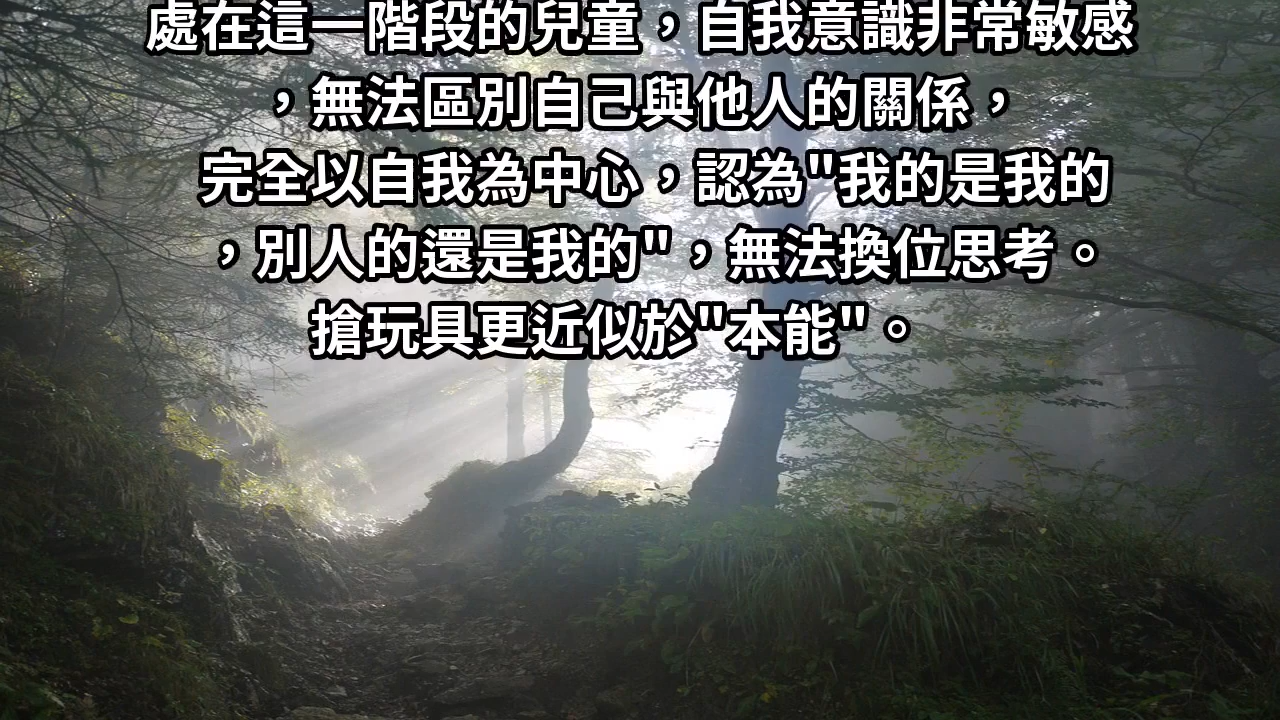 處在這一階段的兒童，自我意識非常敏感
，無法區別自己與他人的關係，
完全以自我為中心，認為"我的是我的
，別人的還是我的"，無法換位思考。
搶玩具更近似於"本能"。